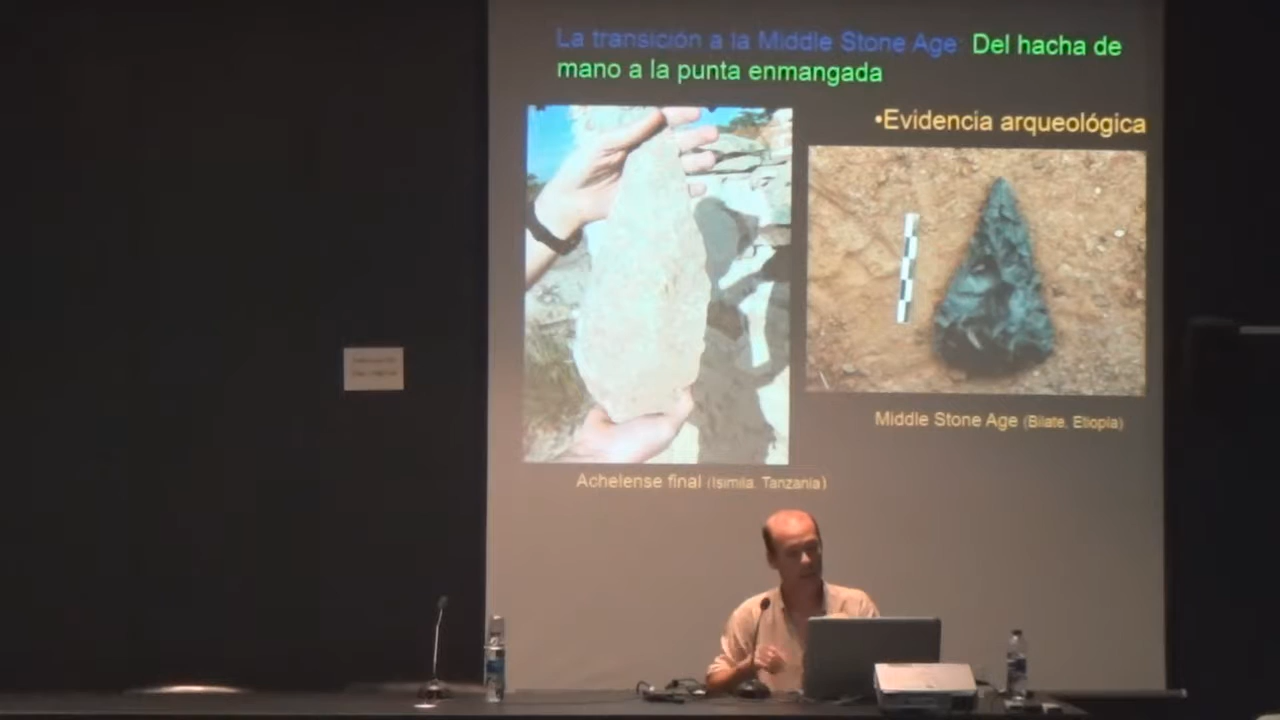 La transición a la Middle Stone Age: Del hacha de
mano a la punta enmangada
•Evidencia arqueológica
Middle Stone Age (Bilate, Etiopía)
Achelense final (Isimila, Tanzania)